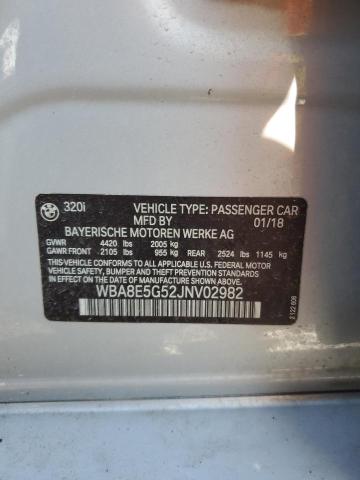 320i VEHICLE TYPE: PASSENGER CAR
MFD BY 01/18
BAYERISCHE MOTOREN WERKE AG
GVWR 4420 lbs 2005 kg
GAWR FRONT 2105 lbs 955 kg REAR 2524 lbs 1145 kg
THIS VEHICLE CONFORMS TO ALL APPLICABLE U.S. FEDERAL MOTOR
VEHICLE SAFETY, BUMPER, AND THEFT PREVENTION STANDARDS
IN EFFECT ON THE DATE OF MANUFACTURE SHOWN ABOVE.
WBA8E5G52JNV02982